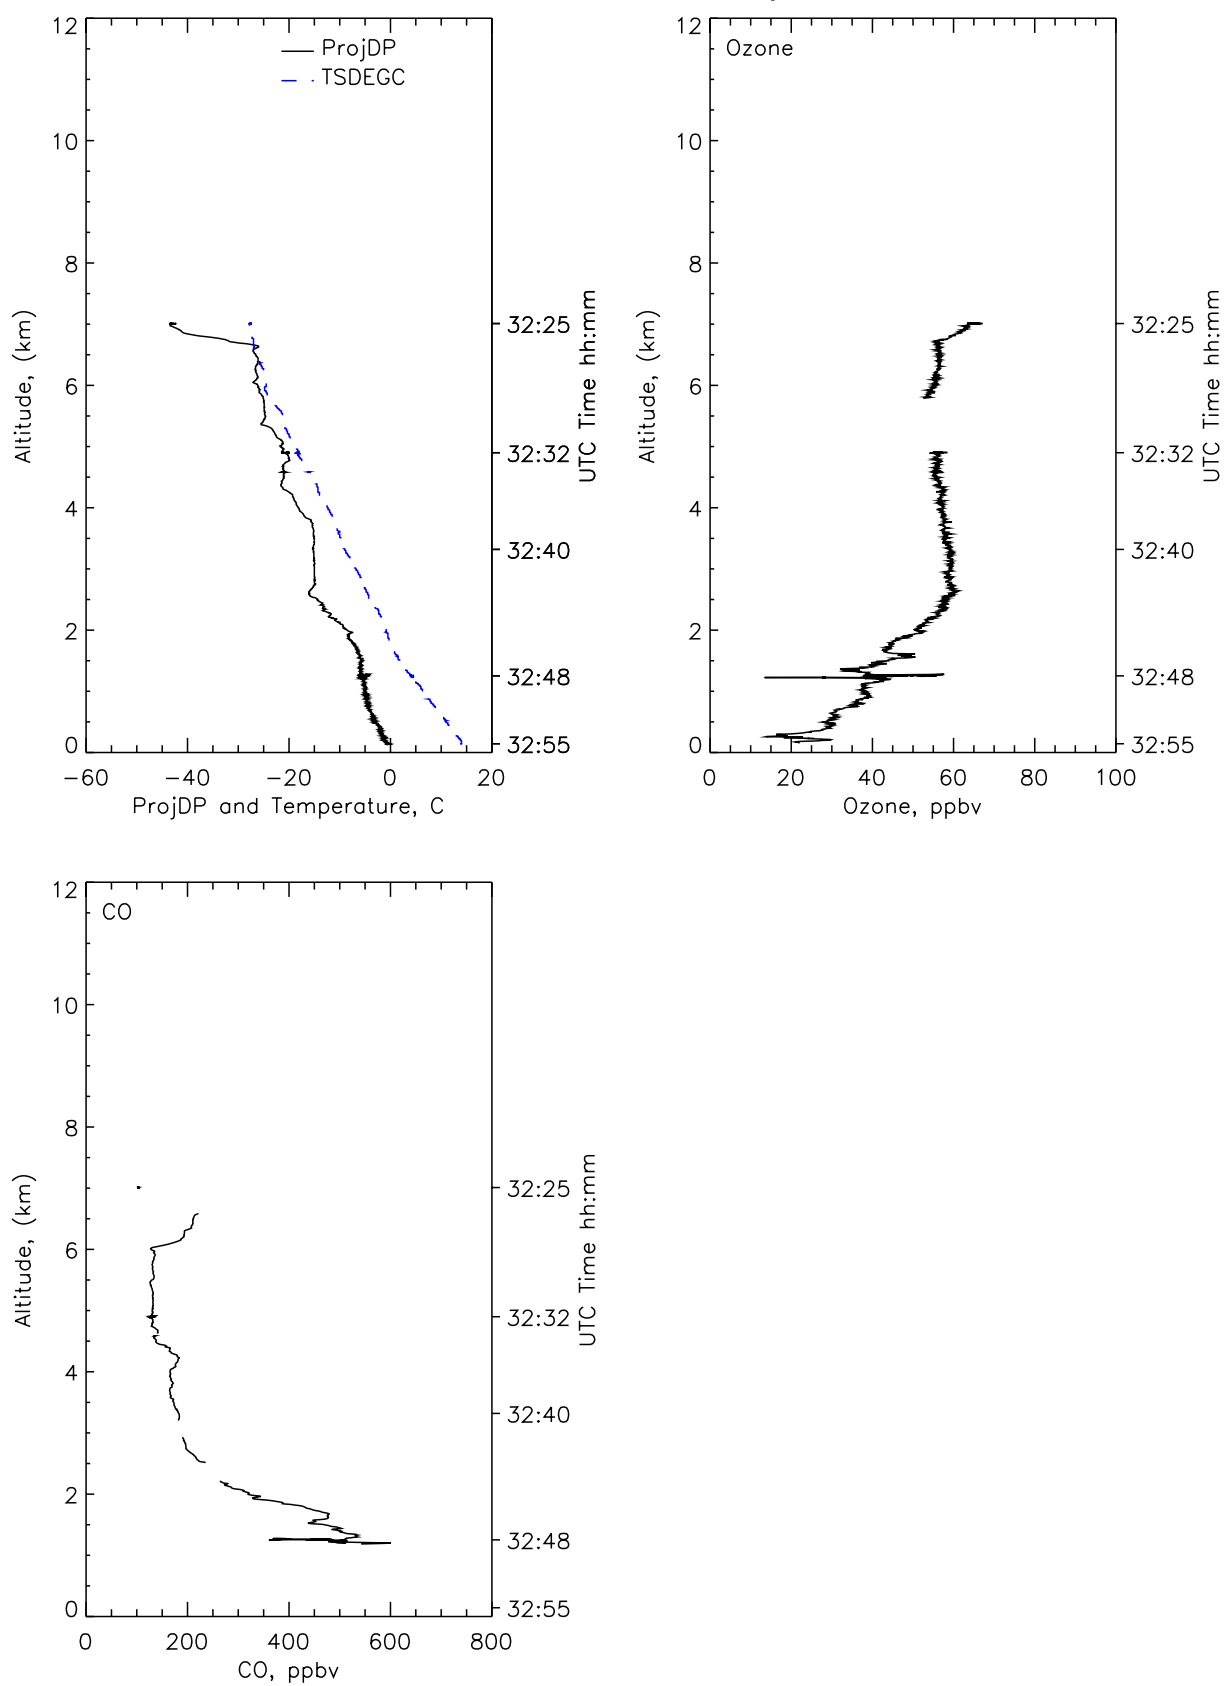 12
10
8
6
4
2
0
Altitude, (km)
ProjDP
TSDEGC
32:25
32:32
32:40
32:48
32:55
UTC Time hh:mm
−60 −40 −20 0 20
ProjDP and Temperature, C
12
10
8
6
4
2
0
Altitude, (km)
Ozone
32:25
32:32
32:40
32:48
32:55
UTC Time hh:mm
0 20 40 60 80 100
Ozone, ppbv
12
10
8
6
4
2
0
Altitude, (km)
CO
32:25
32:32
32:40
32:48
32:55
UTC Time hh:mm
0 200 400 600 800
CO, ppbv